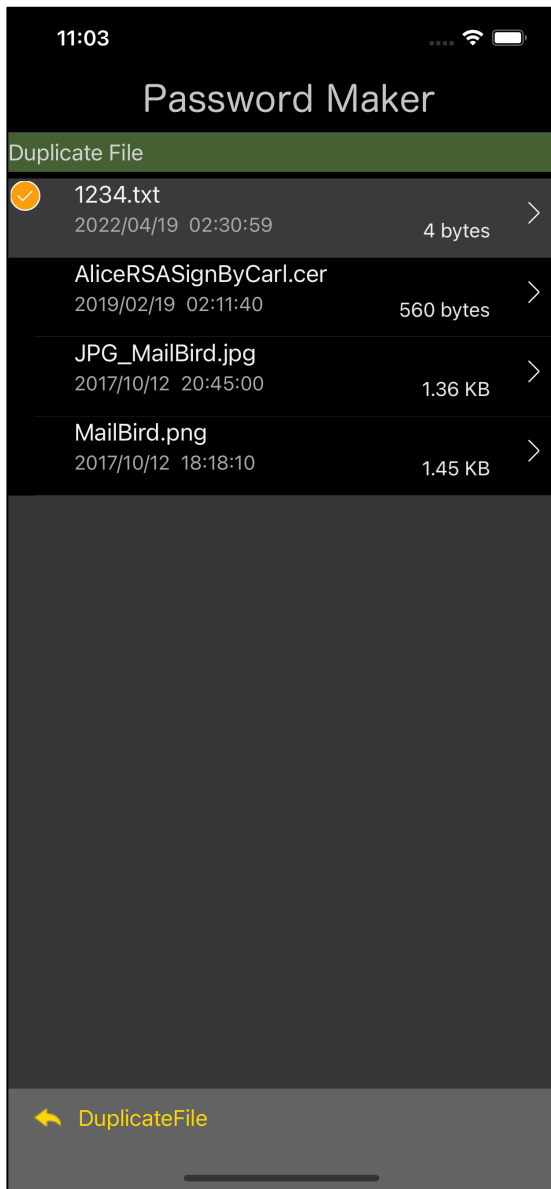 11:03
Password Maker
Duplicate File
1234.txt
2022/04/19 02:30:59
4 bytes
AliceRSASignByCarl.cer
2019/02/19 02:11:40
560 bytes
JPG_MailBird.jpg
2017/10/12 20:45:00
1.36 KB
MailBird.png
2017/10/12 18:18:10
1.45 KB
DuplicateFile